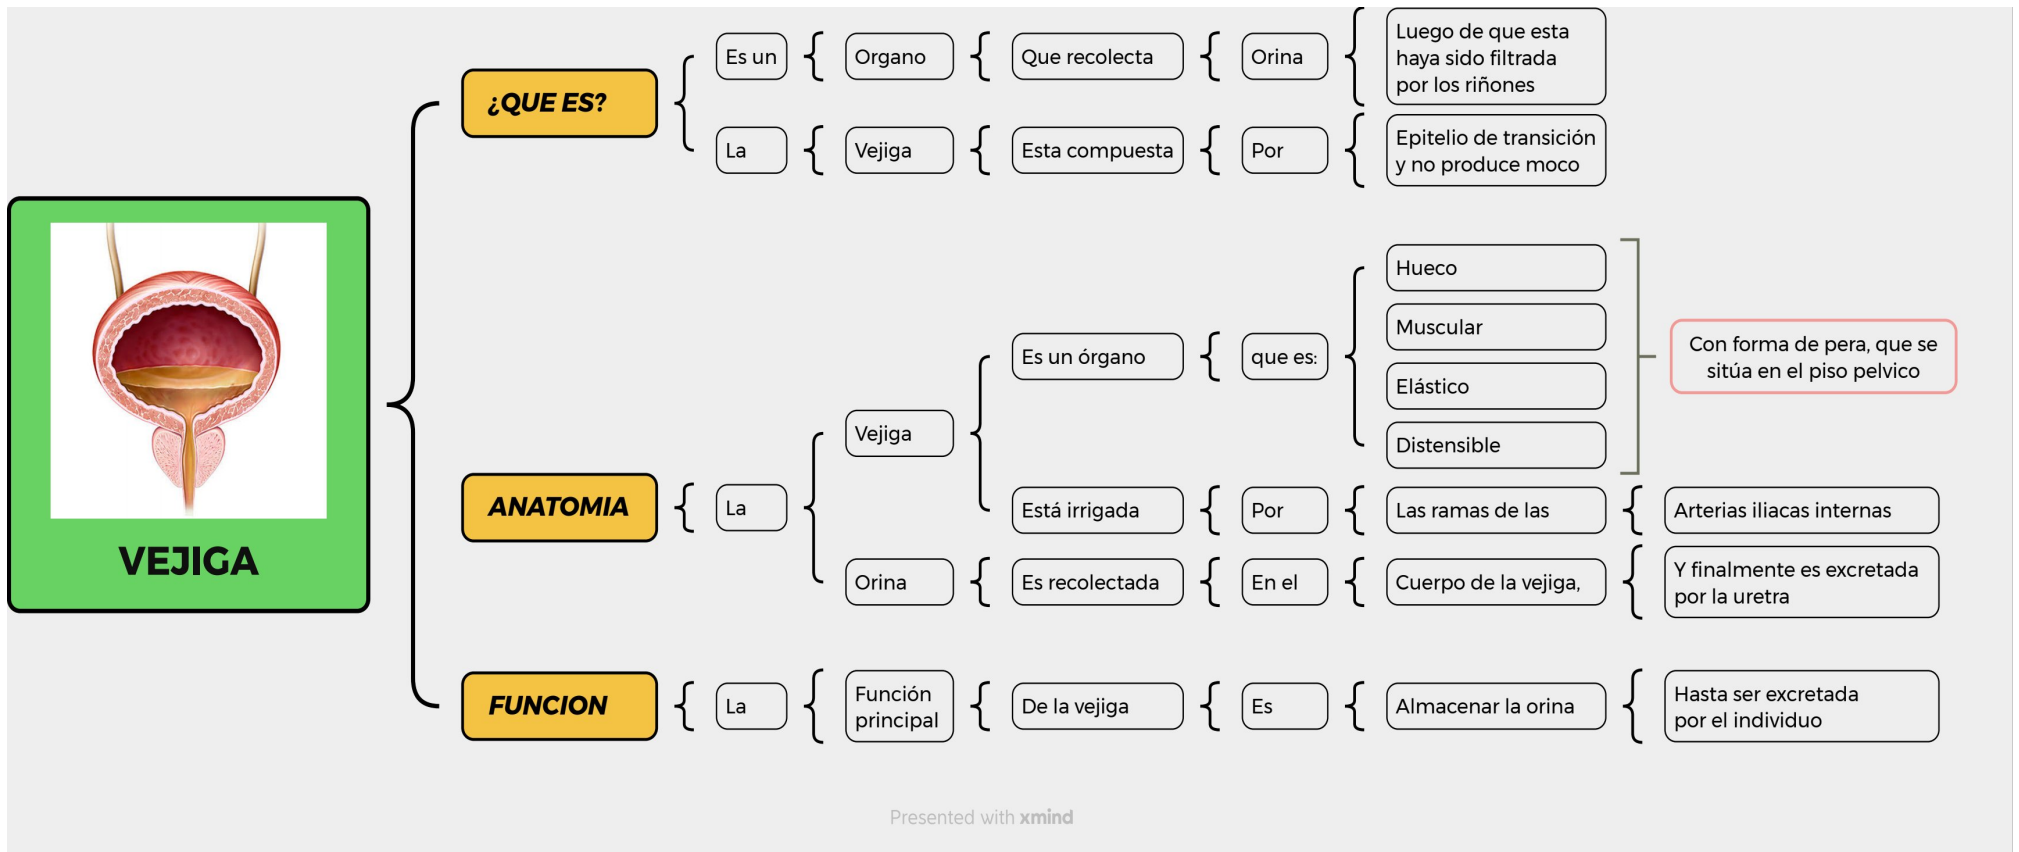 ¿QUE ES?
Es un
Organo
Que recolecta
Orina
Luego de que esta
haya sido filtrada
por los riñones
La
Vejiga
Esta compuesta
Por
Epitelio de transición
y no produce moco
VEJIGA
ANATOMIA
La
Vejiga
Es un órgano
que es:
Hueco
Muscular
Elástico
Distensible
Con forma de pera, que se
sitúa en el piso pelvico
Está irrigada
Por
Las ramas de las
Arterias iliacas internas
Orina
Es recolectada
En el
Cuerpo de la vejiga,
Y finalmente es excretada
por la uretra
FUNCION
La
Función
principal
De la vejiga
Es
Almacenar la orina
Hasta ser excretada
por el individuo
Presented with xmind